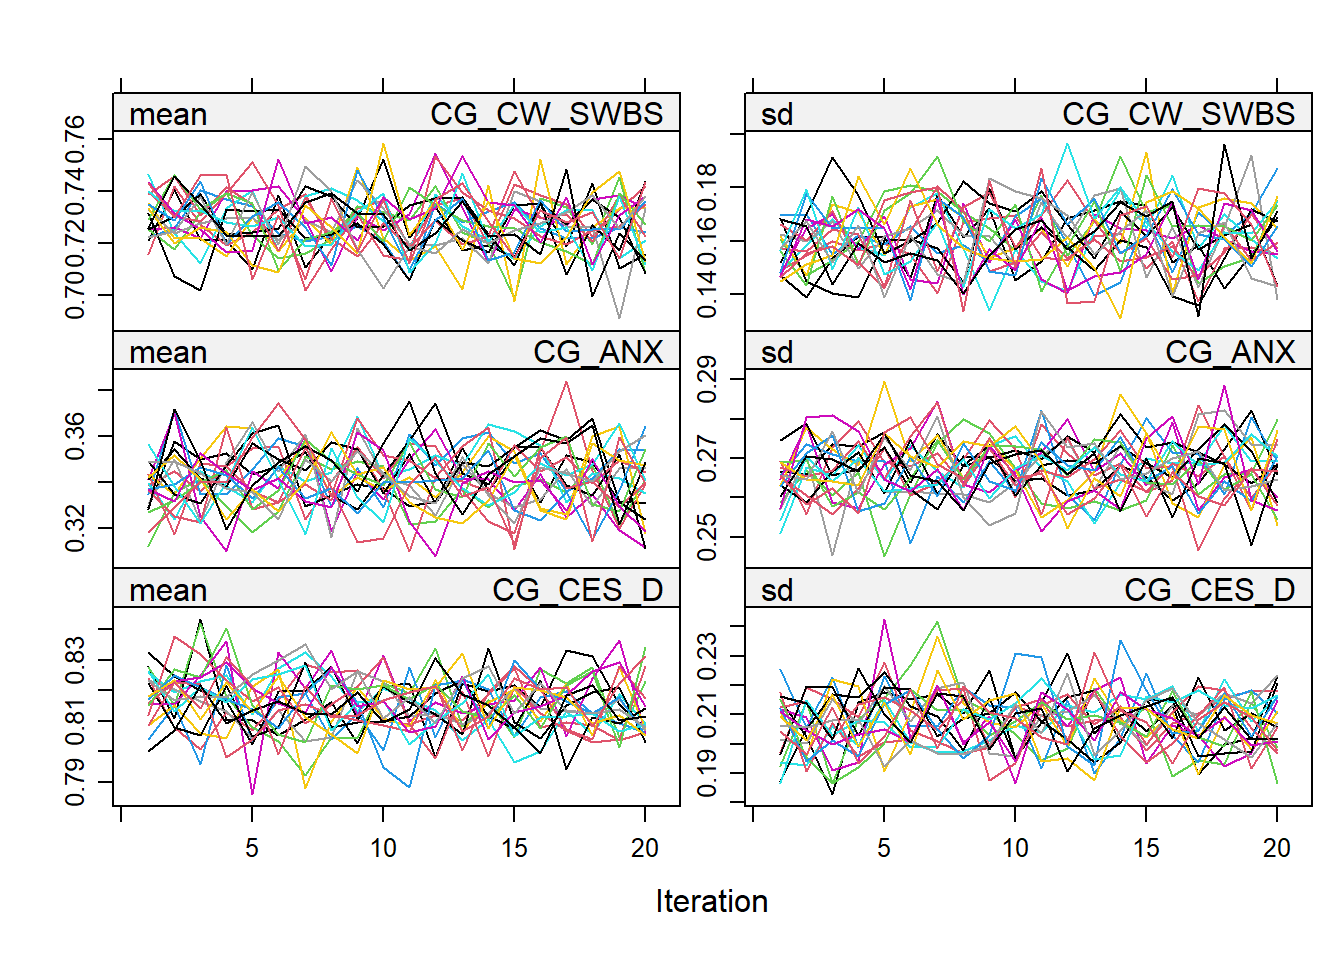 mean CG_CW_SWBS sd CG_CW_SWBS
0.70 0.72 0.74 0.76
0.14 0.16 0.18
mean CG_ANX sd CG_ANX
0.32 0.36
0.25 0.27 0.29
mean CG_CES_D sd CG_CES_D
0.79 0.81 0.83
0.19 0.21 0.23
5 10 15 20 5 10 15 20
Iteration